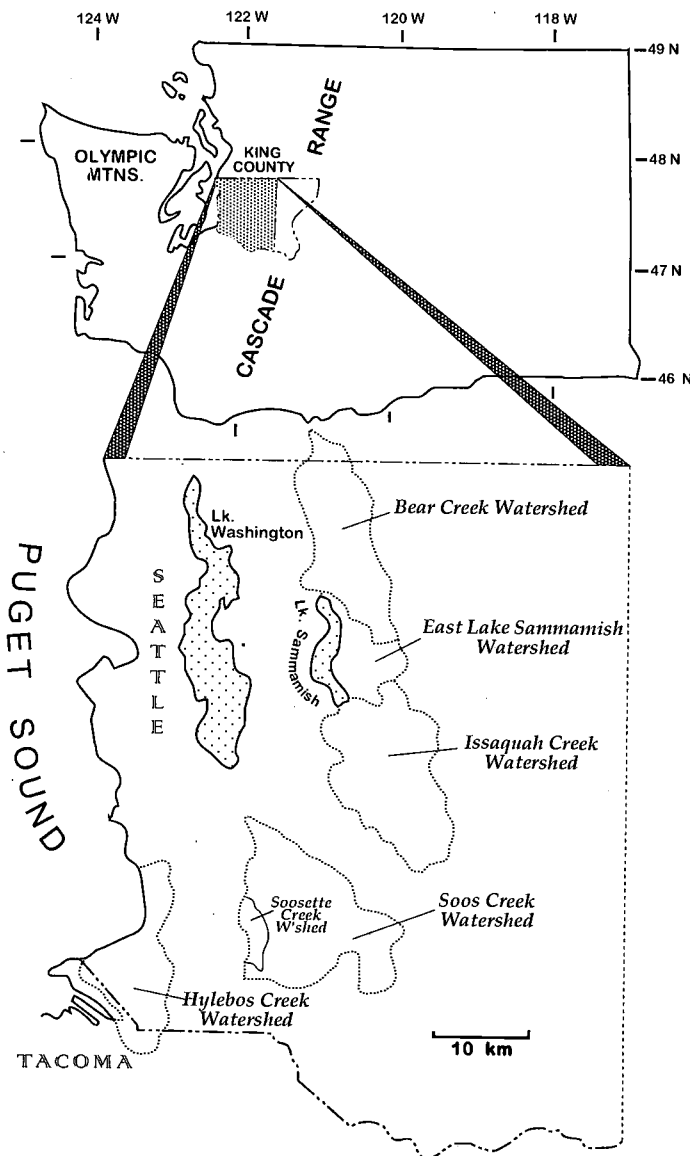 124 W
122 W
120 W
118 W
49 N
48 N
47 N
46 N
OLYMPIC
MTNS.
KING
COUNTY
CASCADE RANGE
Lk.
Washington
Bear Creek Watershed
PUGET SOUND
SEATTLE
Lk. Sammamish
East Lake Sammamish
Watershed
Issaquah Creek
Watershed
Soosette
Creek
W'shed
Soos Creek
Watershed
Hylebos Creek
Watershed
TACOMA
10 km